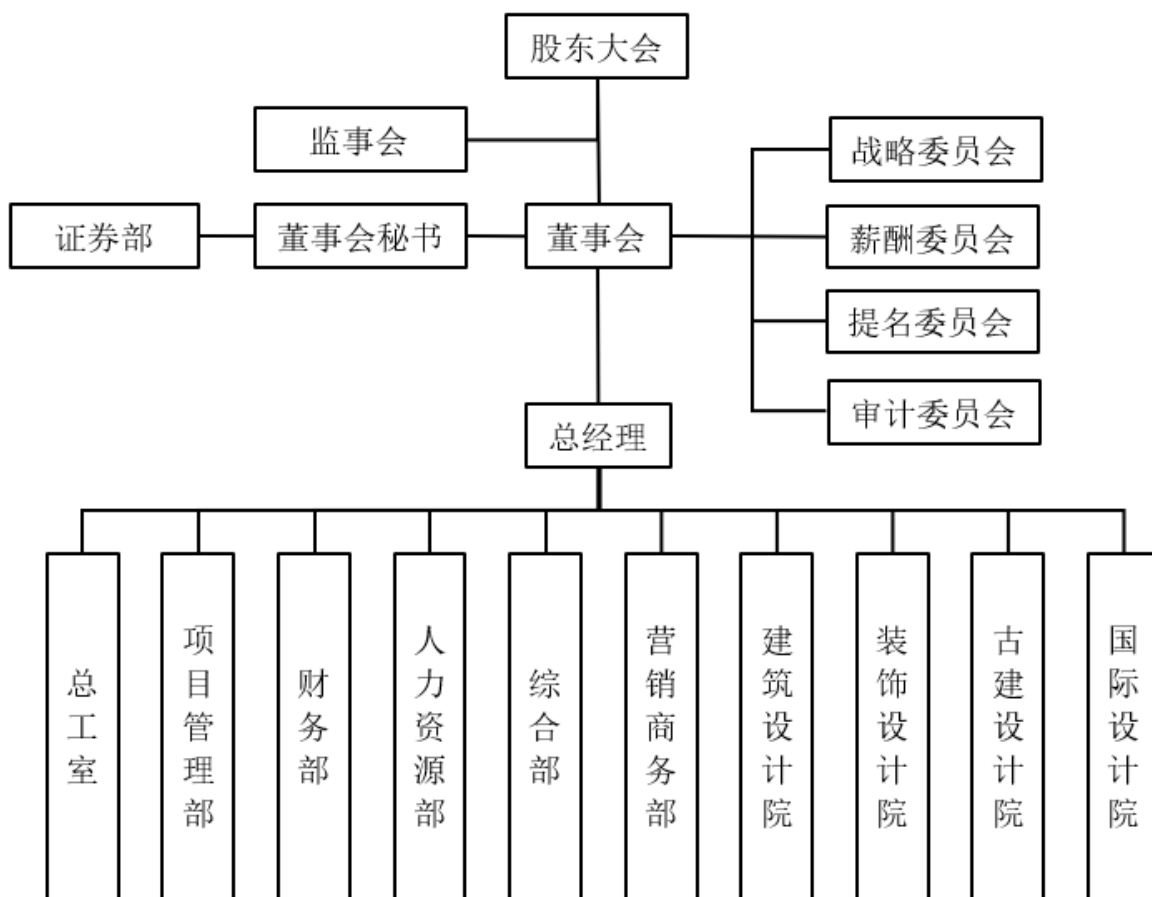 股东大会
监事会
战略委员会
证券部
董事会秘书
董事会
薪酬委员会
提名委员会
审计委员会
总经理
总工室
项目管理部
财务部
人力资源部
综合部
营销商务部
建筑设计院
装饰设计院
古建设计院
国际设计院